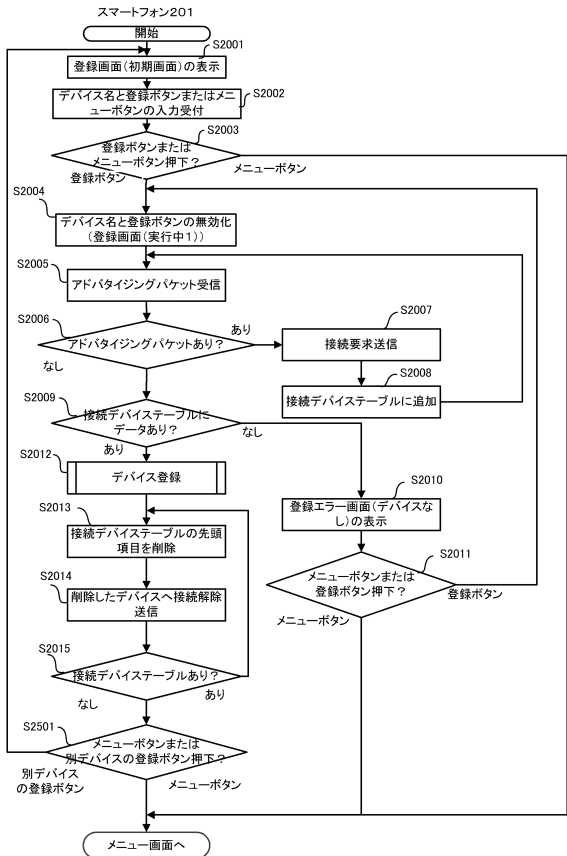 スマートフォン201
開始
S2001
登録画面(初期画面)の表示
S2002
デバイス名と登録ボタンまたはメニ
ューボタンの入力受付
S2003
登録ボタンまたは
メニューボタン押下?
登録ボタン
メニューボタン
S2004
デバイス名と登録ボタンの無効化
(登録画面(実行中1))
S2005
アドバタイジングパケット受信
S2006
アドバタイジングパケットあり?
あり
なし
S2007
接続要求送信
S2008
接続デバイステーブルに追加
S2009
接続デバイステーブルに
データあり?
なし
あり
S2012
デバイス登録
S2010
登録エラー画面(デバイスな
し)の表示
S2011
メニューボタンまたは
登録ボタン押下?
登録ボタン
メニューボタン
S2013
接続デバイステーブルの先頭
項目を削除
S2014
削除したデバイスへ接続解除
送信
S2015
接続デバイステーブルあり?
あり
なし
S2501
メニューボタンまたは
別デバイスの登録ボタン押下?
別デバイス
の登録ボタン
メニューボタン
メニュー画面へ